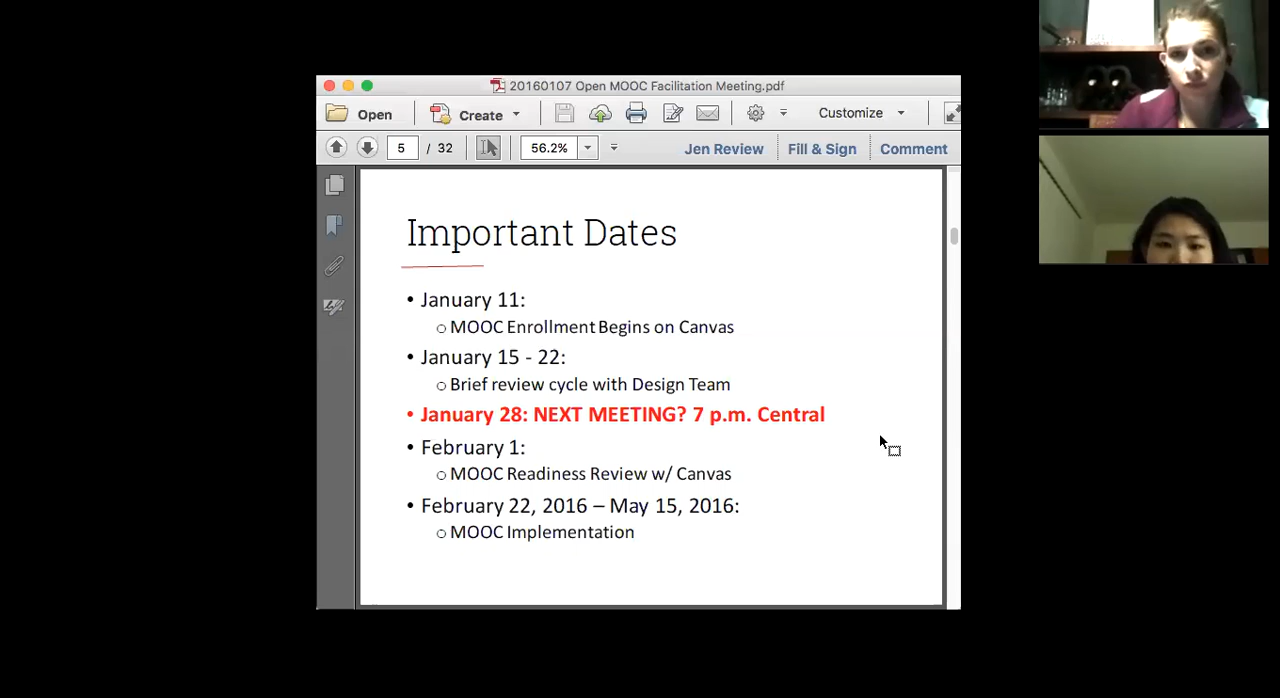 20160107 Open MOOC Facilitation Meeting.pdf
Open Create Customize
5 / 32 56.2% Jen Review Fill & Sign Comment
Important Dates
• January 11:
○ MOOC Enrollment Begins on Canvas
• January 15 - 22:
○ Brief review cycle with Design Team
• January 28: NEXT MEETING? 7 p.m. Central
• February 1:
○ MOOC Readiness Review w/ Canvas
• February 22, 2016 – May 15, 2016:
○ MOOC Implementation